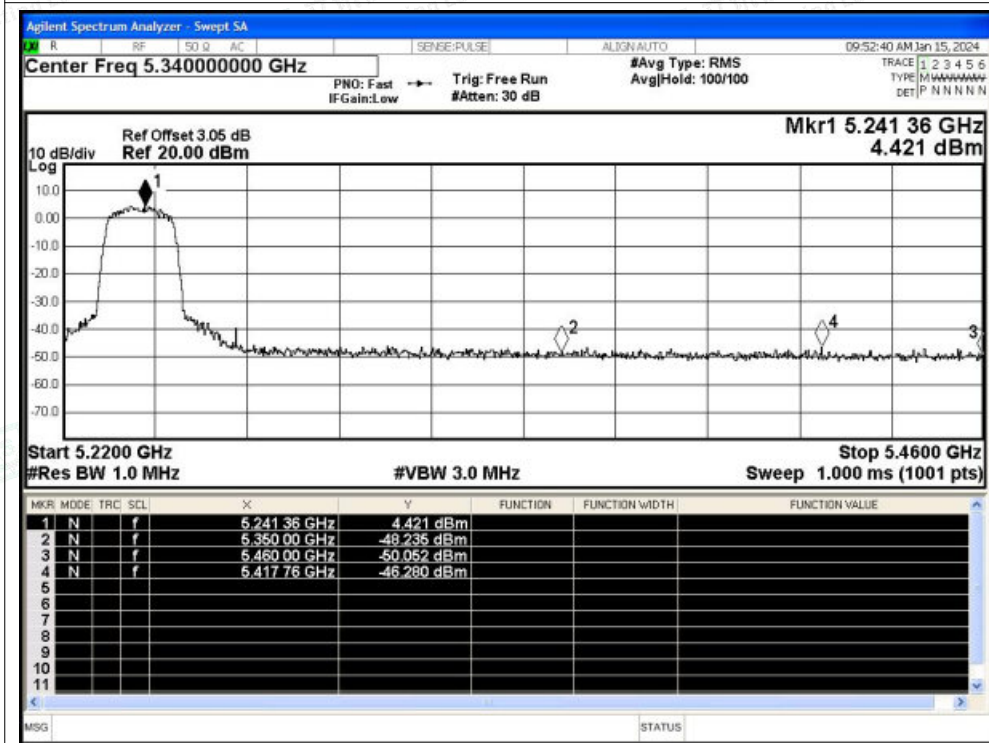 Agilent Spectrum Analyzer - Swept SA
R RF 50 Ω AC SENSE:PULSE ALIGN AUTO 09:52:40 AM Jan 15, 2024
Center Freq 5.340000000 GHz
PNO: Fast Trig: Free Run #Avg Type: RMS TRACE 1 2 3 4 5 6
IFGain:Low #Atten: 30 dB Avg|Hold: 100/100 TYPE M
DET P N N N N N
Mkr1 5.241 36 GHz
4.421 dBm
Ref Offset 3.05 dB
10 dB/div Ref 20.00 dBm
Log
10.0
0.00
-10.0
-20.0
-30.0
-40.0
-50.0
-60.0
-70.0
1
2
4
3
Start 5.2200 GHz Stop 5.4600 GHz
#Res BW 1.0 MHz #VBW 3.0 MHz Sweep 1.000 ms (1001 pts)
MKR MODE TRC SCL X Y FUNCTION FUNCTION WIDTH FUNCTION VALUE
1 N f 5.241 36 GHz 4.421 dBm
2 N f 5.350 00 GHz -48.235 dBm
3 N f 5.460 00 GHz -50.052 dBm
4 N f 5.417 76 GHz -46.280 dBm
5
6
7
8
9
10
11
MSG STATUS